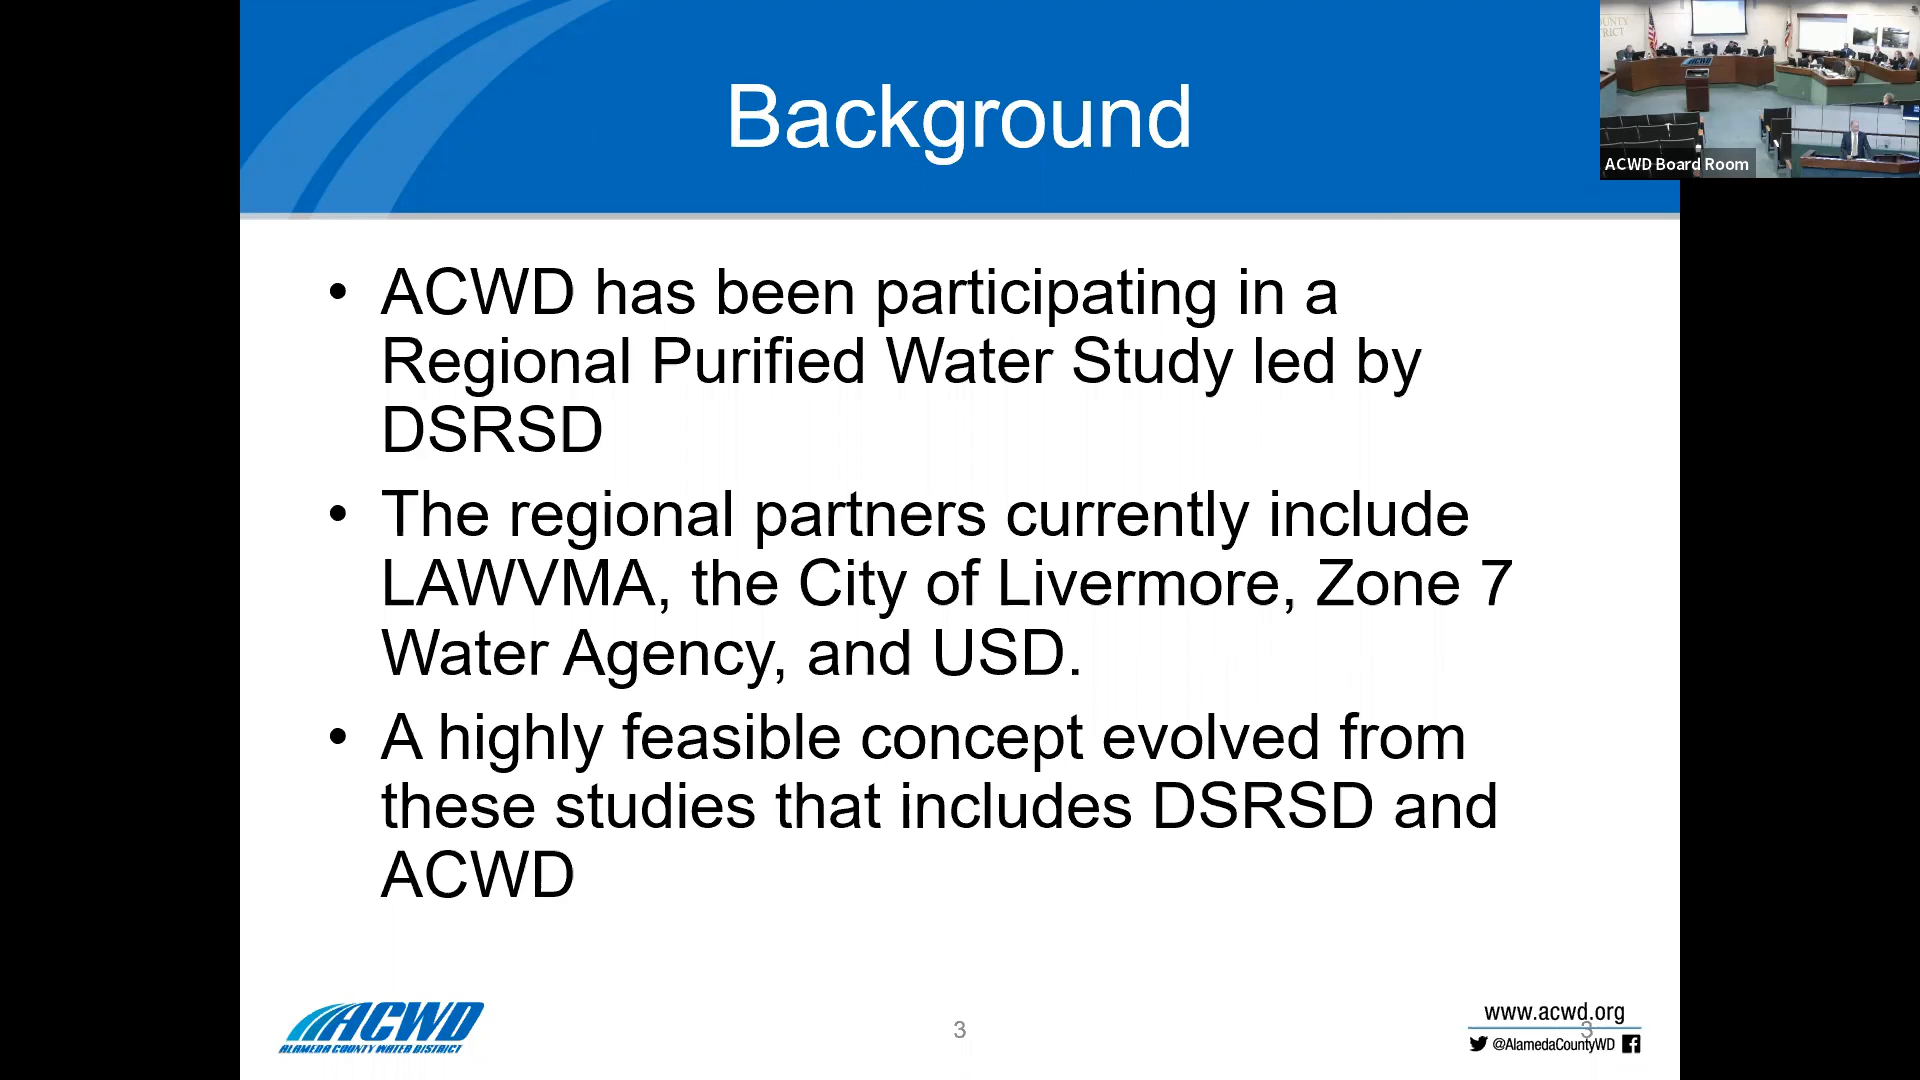 Background
COUNTY
ACWD Board Room
• ACWD has been participating in a
Regional Purified Water Study led by
DSRSD
• The regional partners currently include
LAWVMA, the City of Livermore, Zone 7
Water Agency, and USD.
• A highly feasible concept evolved from
these studies that includes DSRSD and
ACWD
ACWD
ALAMEDA COUNTY WATER DISTRICT
3
www.acwd.org
3
@AlamedaCountyWD